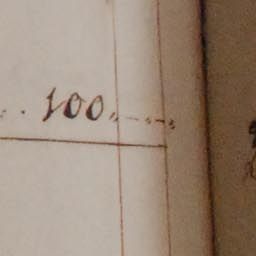 .. 100 " - " - "